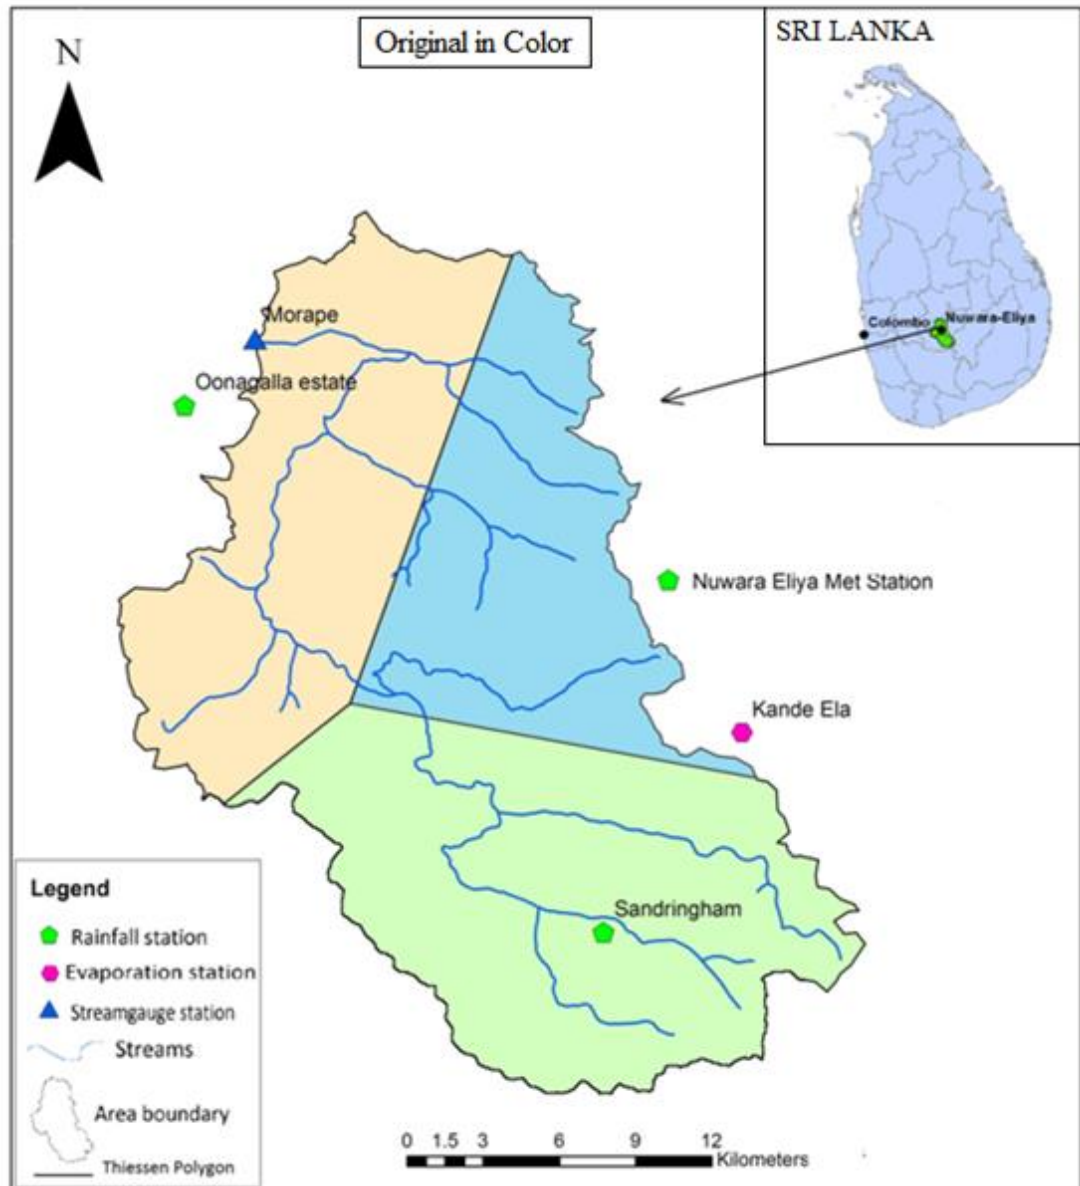 N
Original in Color
SRI LANKA
Colombo
Nuwara-Eliya
Morape
Oonagalla estate
Nuwara Eliya Met Station
Kande Ela
Sandringham
Legend
Rainfall station
Evaporation station
Streamgauge station
Streams
Area boundary
Thiessen Polygon
0 1.5 3 6 9 12
Kilometers